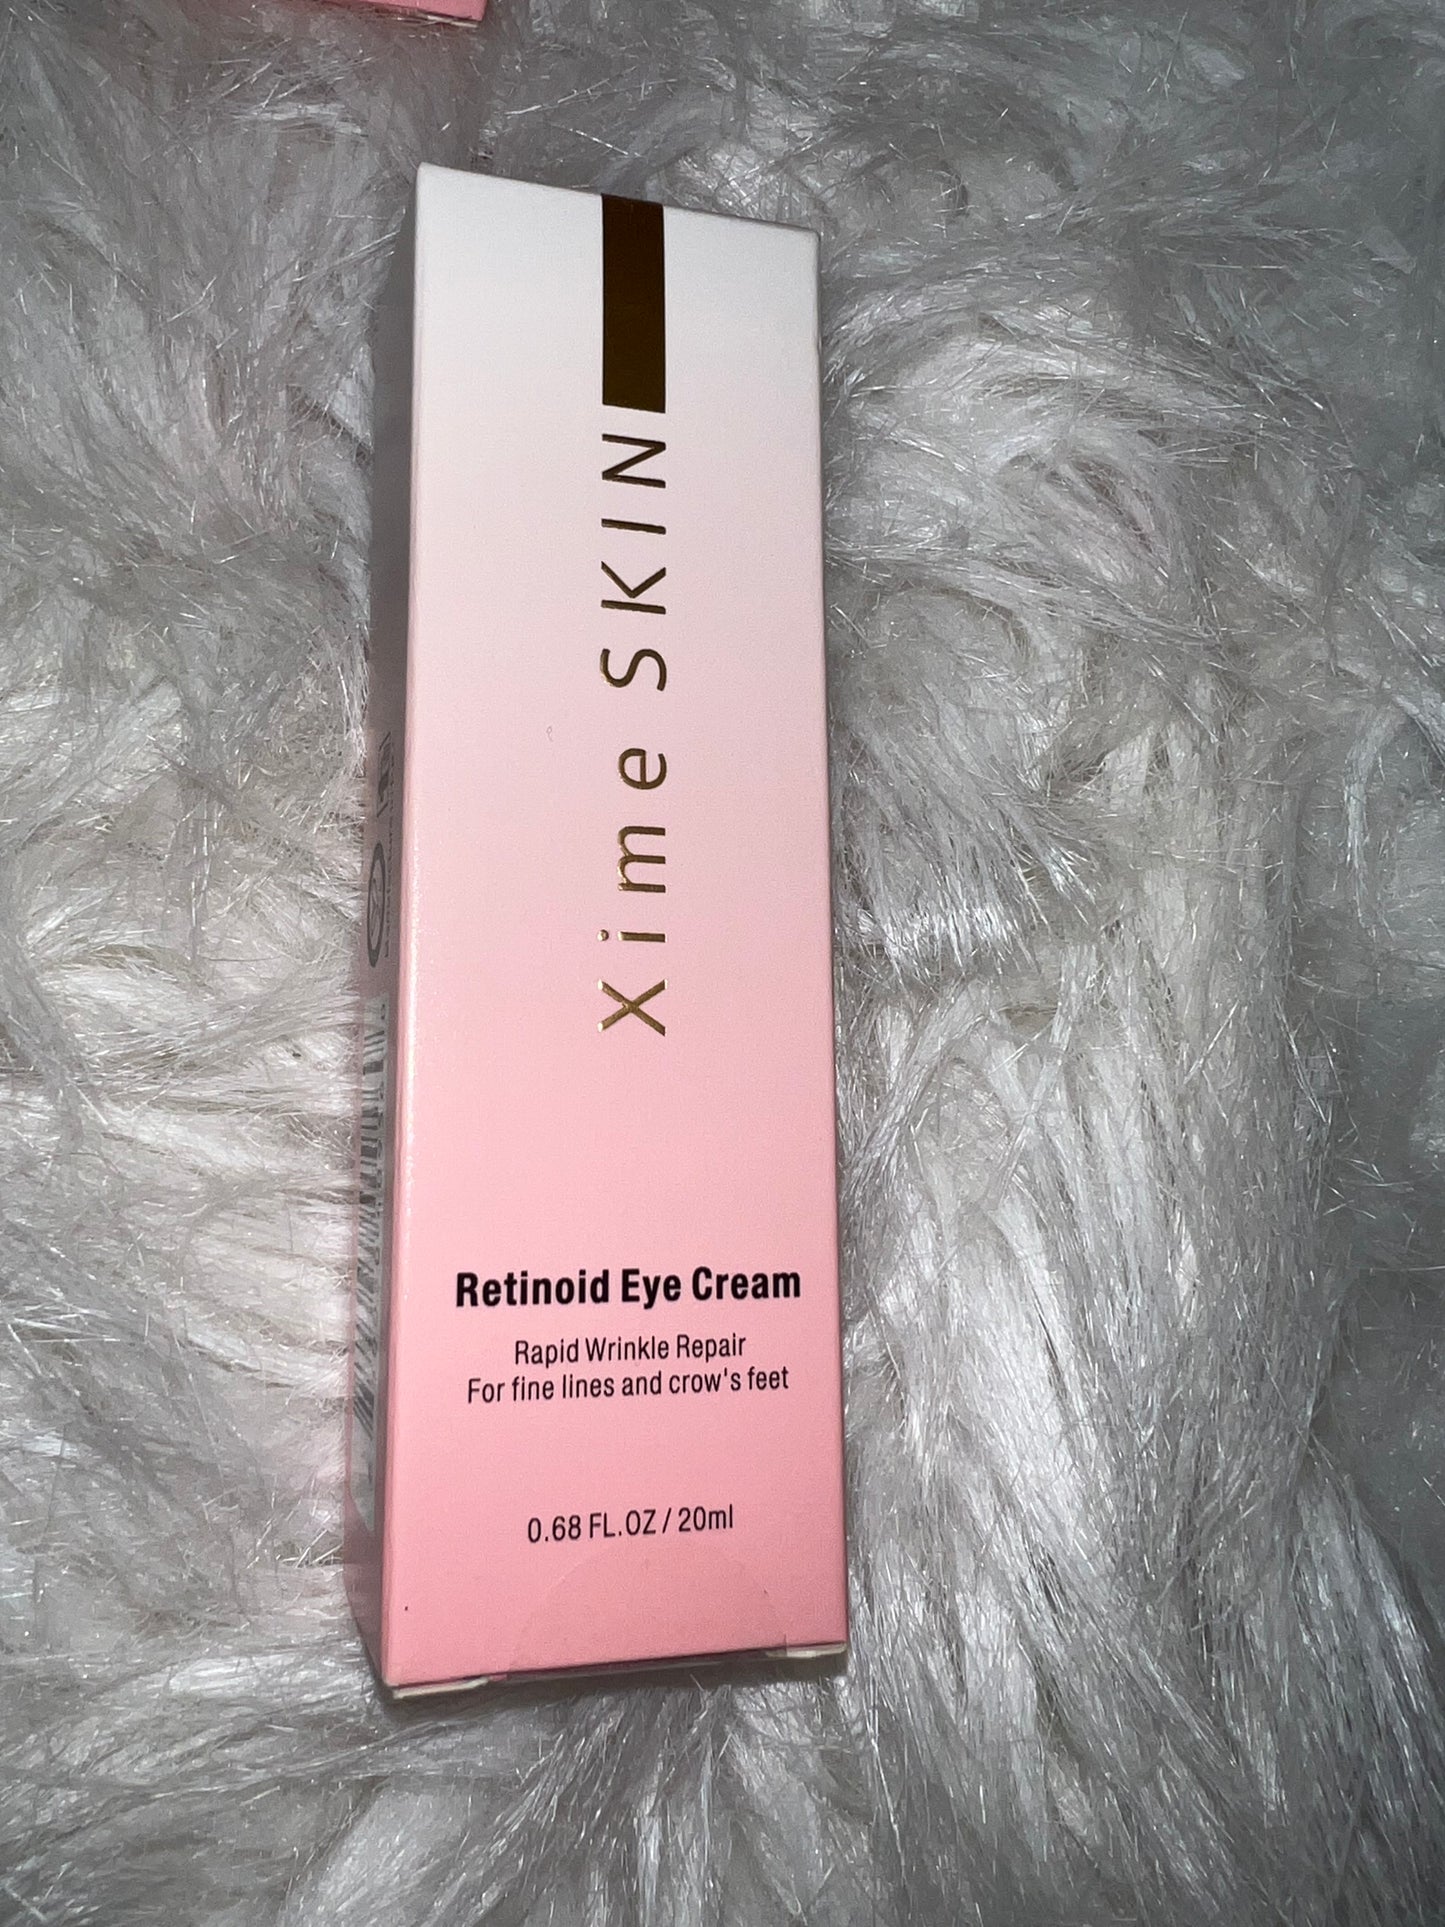 Xime SKIN
Retinoid Eye Cream
Rapid Wrinkle Repair
For fine lines and crow's feet
0.68 FL.OZ / 20ml